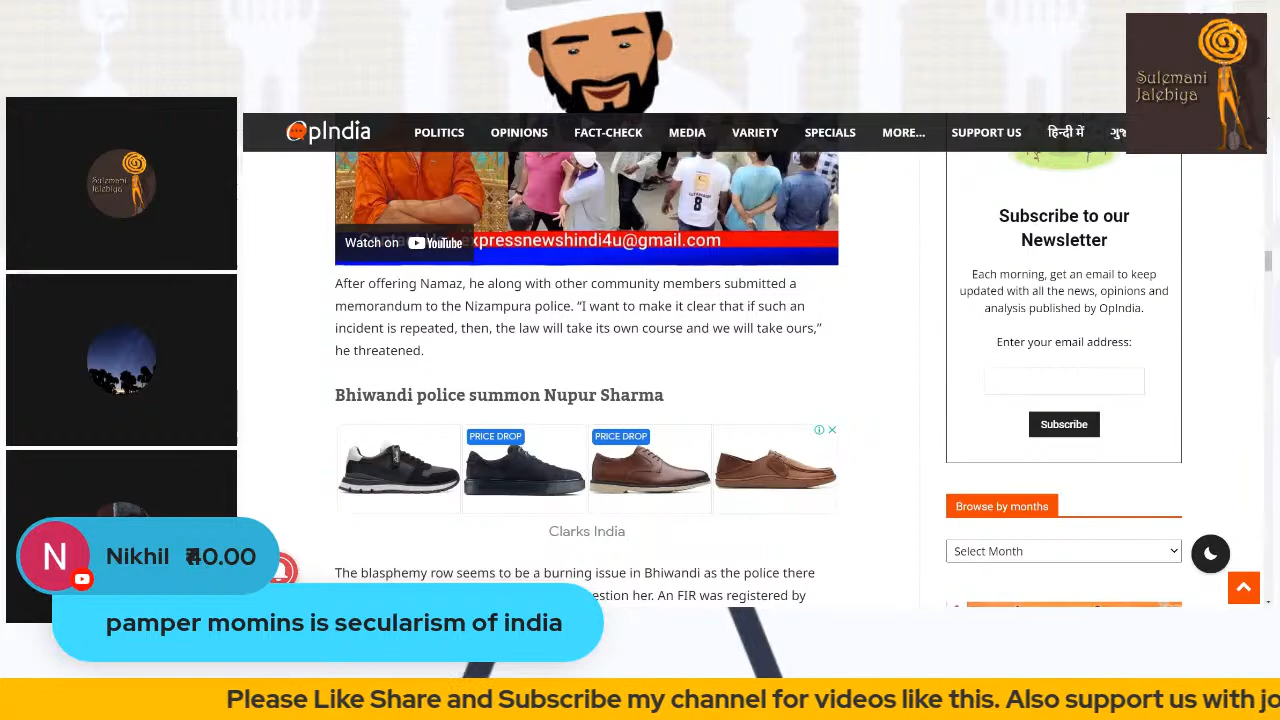 Sulemani
Jalebiya
Sulemani
Jalebiya
OpIndia
POLITICS OPINIONS FACT-CHECK MEDIA VARIETY SPECIALS MORE... SUPPORT US हिन्दी में
8
Watch on YouTube
expressnewshindi4u@gmail.com
After offering Namaz, he along with other community members submitted a
memorandum to the Nizampura police. “I want to make it clear that if such an
incident is repeated, then, the law will take its own course and we will take ours,”
he threatened.
Bhiwandi police summon Nupur Sharma
PRICE DROP
PRICE DROP
Clarks India
The blasphemy row seems to be a burning issue in Bhiwandi as the police there
estion her. An FIR was registered by
Subscribe to our
Newsletter
Each morning, get an email to keep
updated with all the news, opinions and
analysis published by OpIndia.
Enter your email address:
Subscribe
Browse by months
Select Month
N
Nikhil
pamper momins is secularism of india
Please Like Share and Subscribe my channel for videos like this. Also support us with jo